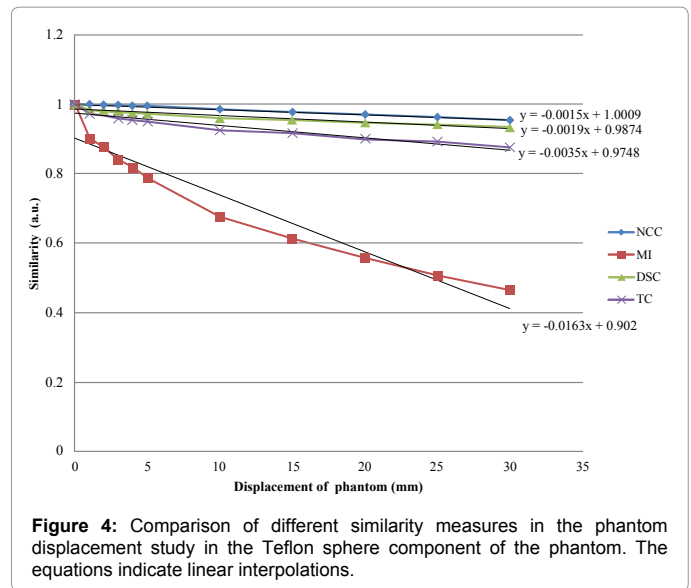 1.2
1.0
0.8
0.6
0.4
0.2
0
Similarity (a.u.)
0 5 10 15 20 25 30 35
Displacement of phantom (mm)
y = -0.0015x + 1.0009
y = -0.0019x + 0.9874
y = -0.0035x + 0.9748
y = -0.0163x + 0.902
NCC
MI
DSC
TC
Figure 4: Comparison of different similarity measures in the phantom
displacement study in the Teflon sphere component of the phantom. The
equations indicate linear interpolations.